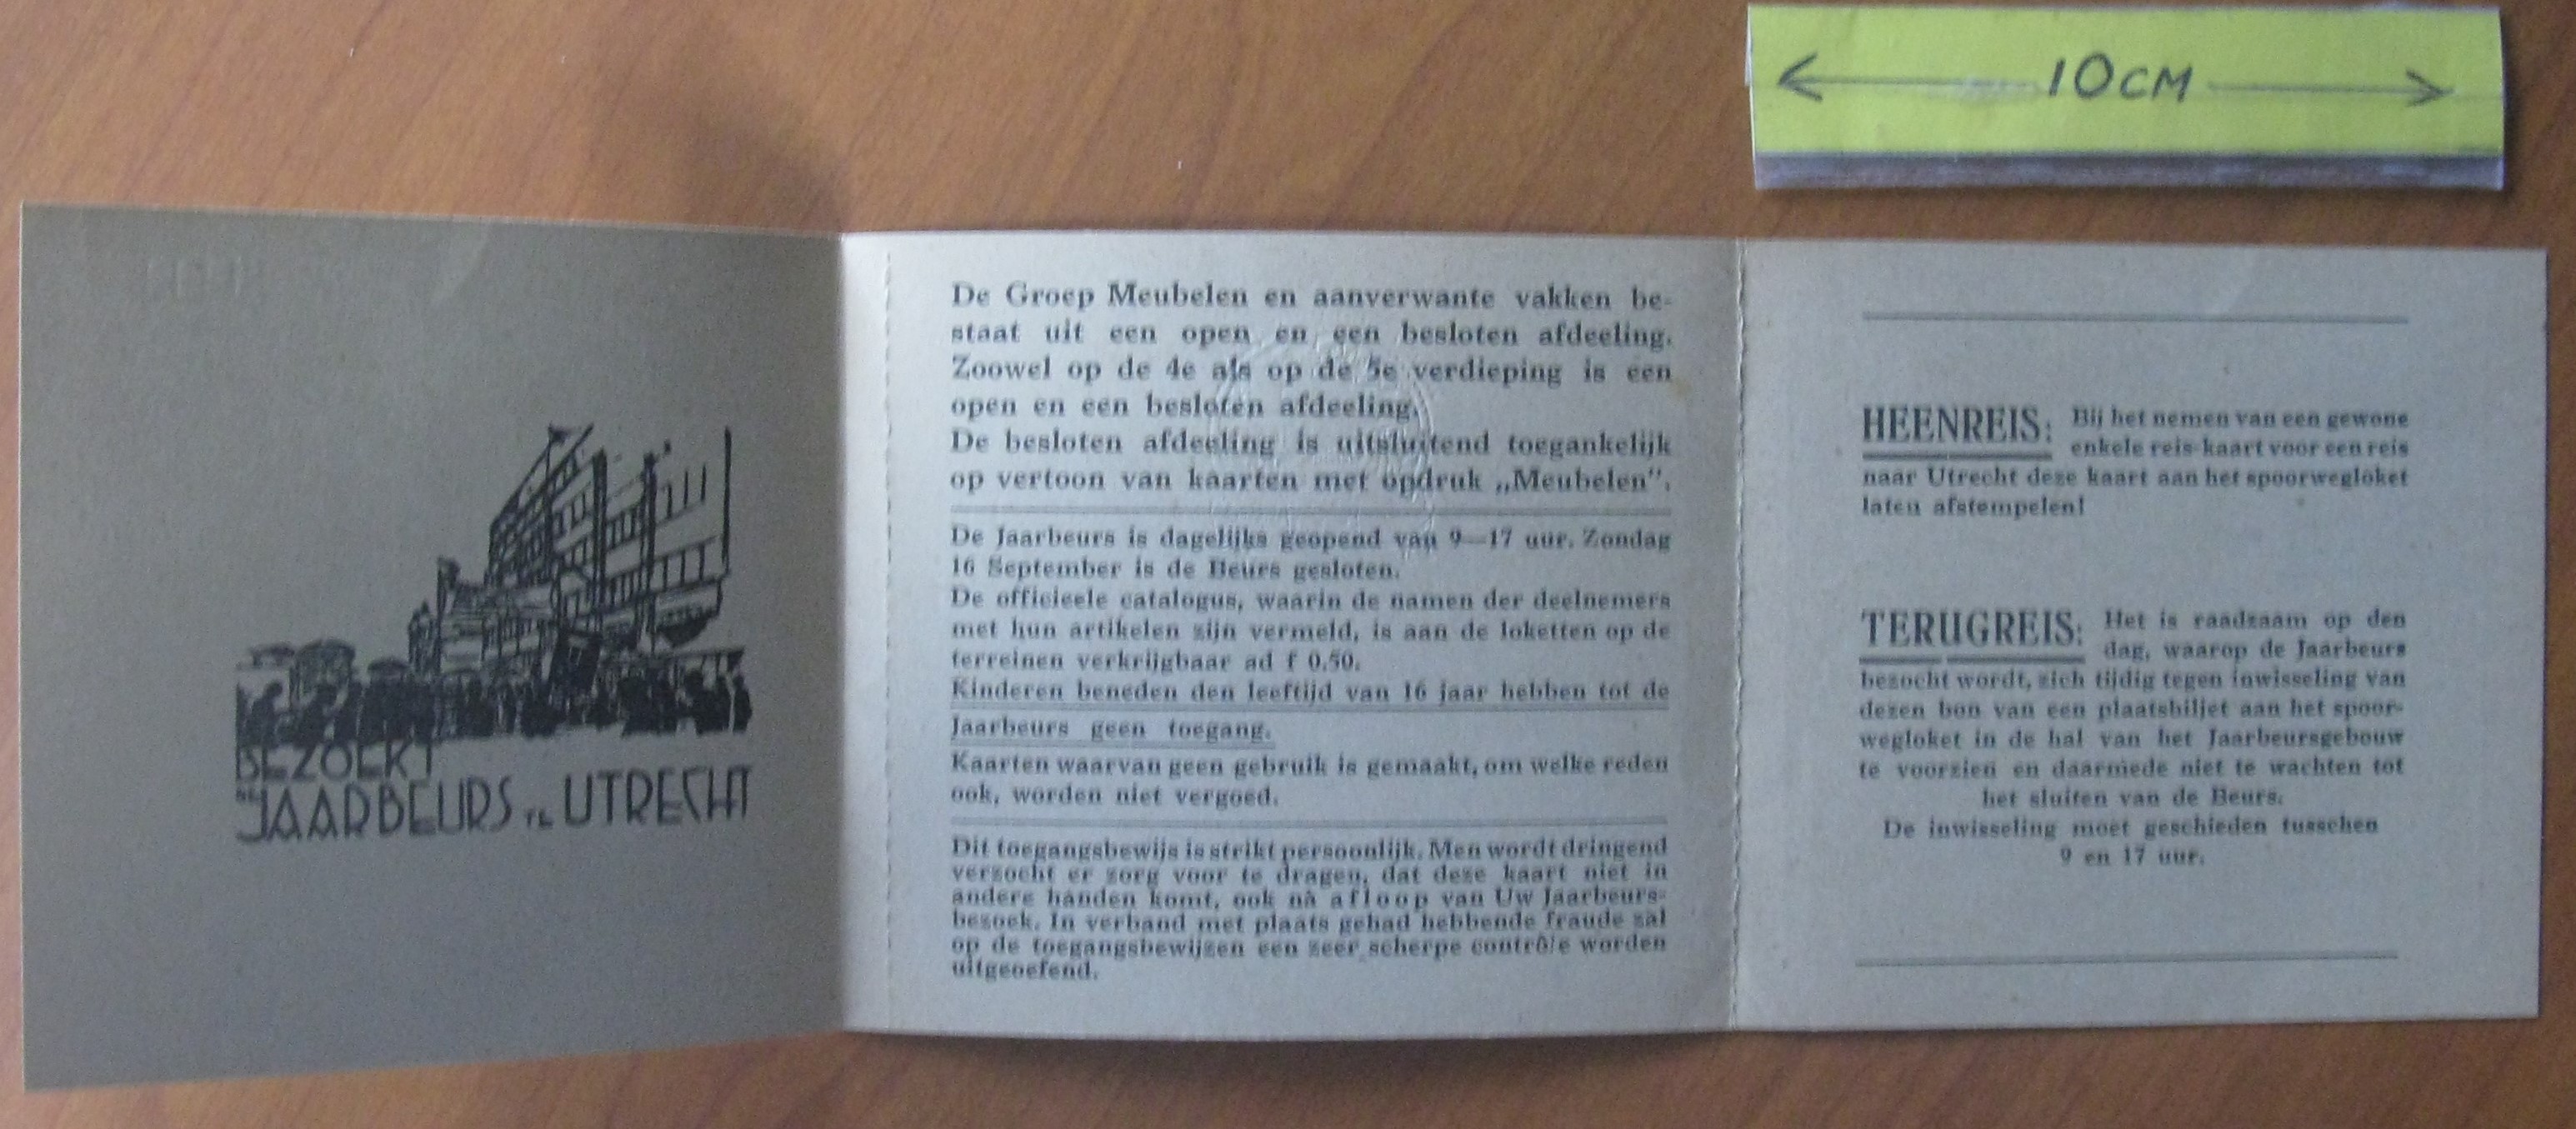 10CM
BEZOEKT
DE JAARBEURS TE UTRECHT
De Groep Meubelen en aanverwante vakken be-
staat uit een open en een besloten afdeeling.
Zoowel op de 4e als op de 5e verdieping is een
open en een besloten afdeeling.
De besloten afdeeling is uitsluitend toegankelijk
op vertoon van kaarten met opdruk „Meubelen”.
De Jaarbeurs is dagelijks geopend van 9—17 uur. Zondag
16 September is de Beurs gesloten.
De officieele catalogus, waarin de namen der deelnemers
met hun artikelen zijn vermeld, is aan de loketten op de
terreinen verkrijgbaar ad f 0.50.
Kinderen beneden den leeftijd van 16 jaar hebben tot de
Jaarbeurs geen toegang.
Kaarten waarvan geen gebruik is gemaakt, om welke reden
ook, worden niet vergoed.
Dit toegangsbewijs is strikt persoonlijk. Men wordt dringend
verzocht er zorg voor te dragen, dat deze kaart niet in
andere handen komt, ook nà afloop van Uw Jaarbeurs-
bezoek. In verband met plaats gehad hebbende fraude zal
op de toegangsbewijzen een zeer scherpe contrôle worden
uitgeoefend.
HEENREIS: Bij het nemen van een gewone
enkele reis-kaart voor een reis
naar Utrecht deze kaart aan het spoorwegloket
laten afstempelen!
TERUGREIS: Het is raadzaam op den
dag, waarop de Jaarbeurs
bezocht wordt, zich tijdig tegen inwisseling van
dezen bon van een plaatsbiljet aan het spoor-
wegloket in de hal van het Jaarbeursgebouw
te voorzien en daarmede niet te wachten tot
het sluiten van de Beurs.
De inwisseling moet geschieden tusschen
9 en 17 uur.